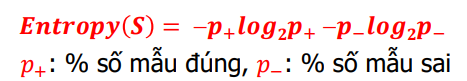 Entropy(S) = −p₊log₂p₊ −p₋log₂p₋
p₊: % số mẫu đúng, p₋: % số mẫu sai